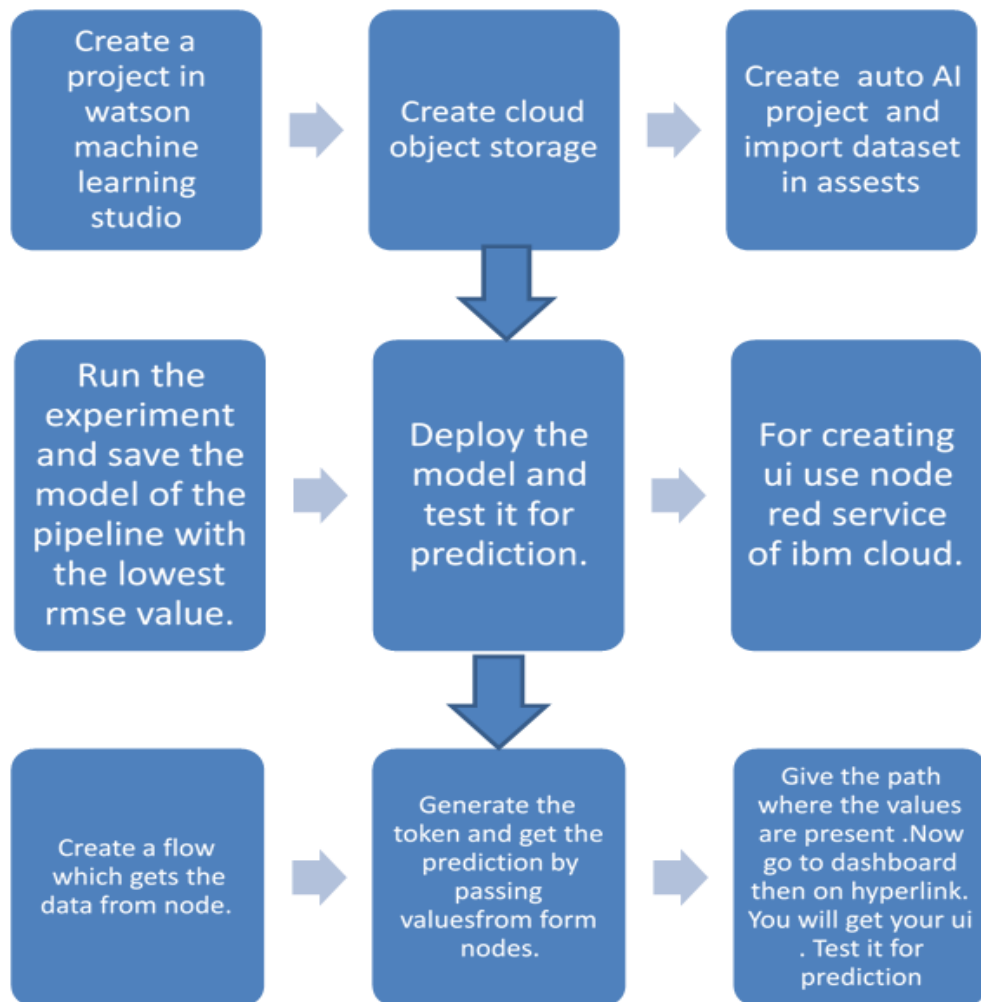 Create a
project in
watson
machine
learning
studio
Create cloud
object storage
Create auto AI
project and
import dataset
in assests
Run the
experiment
and save the
model of the
pipeline with
the lowest
rmse value.
Deploy the
model and
test it for
prediction.
For creating
ui use node
red service
of ibm cloud.
Create a flow
which gets the
data from node.
Generate the
token and get the
prediction by
passing
valuesfrom form
nodes.
Give the path
where the values
are present .Now
go to dashboard
then on hyperlink.
You will get your ui
. Test it for
prediction